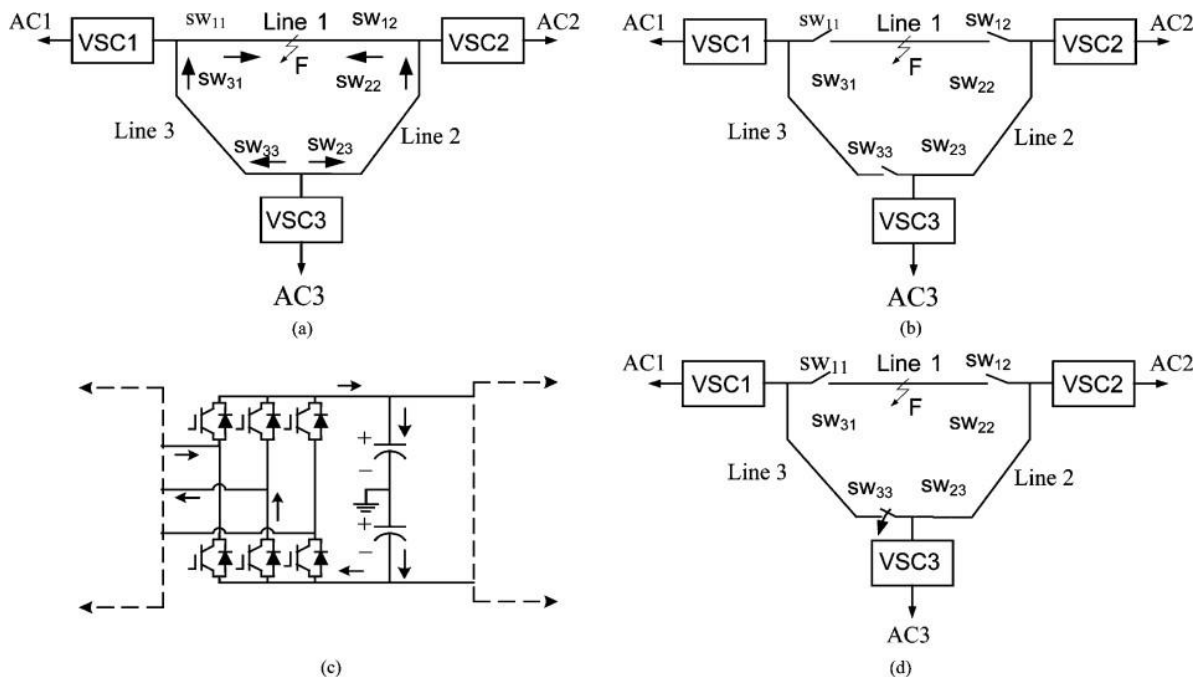 AC1 VSC1 sw11 Line 1 sw12 VSC2 AC2
F
sw31 sw22
Line 3 Line 2
sw33 sw23
VSC3
AC3
(a)
AC1 VSC1 sw11 Line 1 sw12 VSC2 AC2
F
sw31 sw22
Line 3 Line 2
sw33 sw23
VSC3
AC3
(b)
+
−
+
−
(c)
AC1 VSC1 sw11 Line 1 sw12 VSC2 AC2
F
sw31 sw22
Line 3 Line 2
sw33 sw23
VSC3
AC3
(d)